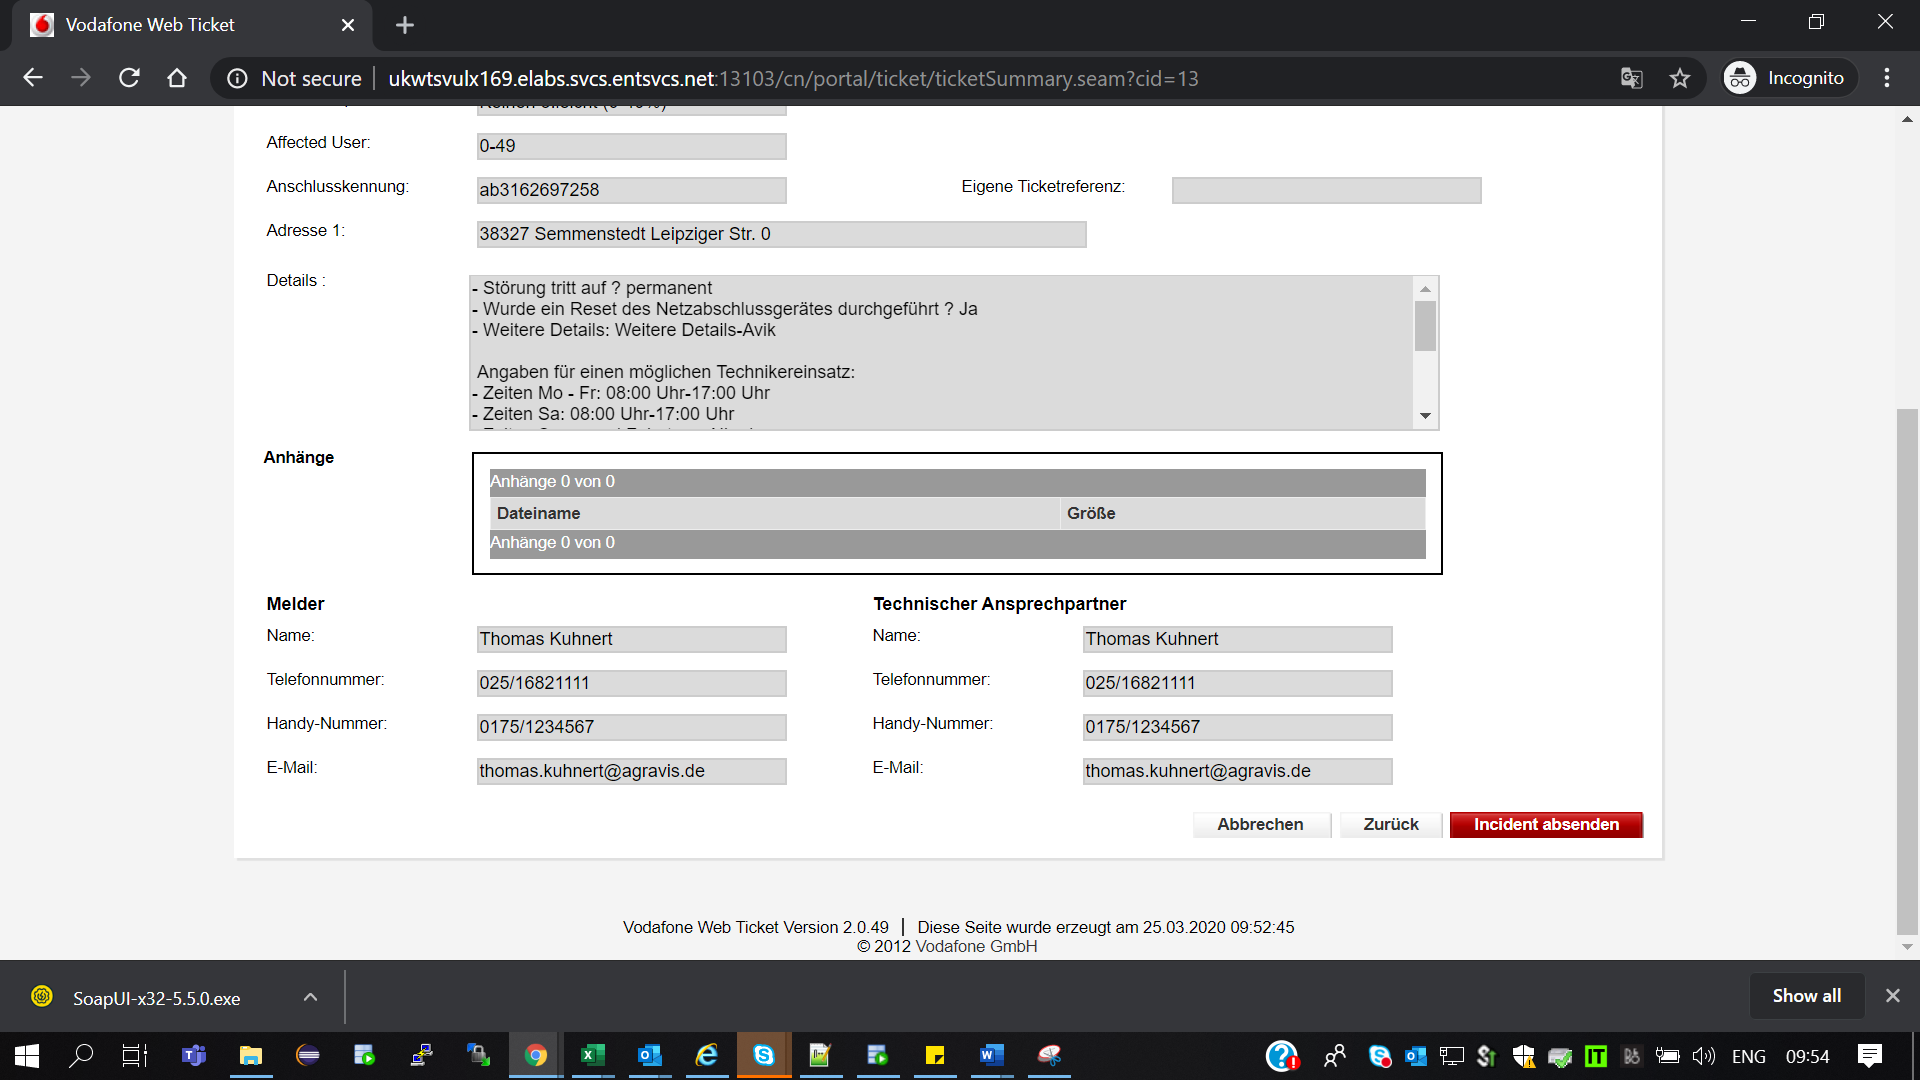 Vodafone Web Ticket
Not secure ukwtsvulx169.elabs.svcs.entsvcs.net:13103/cn/portal/ticket/ticketSummary.seam?cid=13 Incognito
Affected User: 0-49
Anschlusskennung: ab3162697258 Eigene Ticketreferenz:
Adresse 1: 38327 Semmenstedt Leipziger Str. 0
Details :
- Störung tritt auf ? permanent
- Wurde ein Reset des Netzabschlussgerätes durchgeführt ? Ja
- Weitere Details: Weitere Details-Avik
Angaben für einen möglichen Technikereinsatz:
- Zeiten Mo - Fr: 08:00 Uhr-17:00 Uhr
- Zeiten Sa: 08:00 Uhr-17:00 Uhr
Anhänge
Anhänge 0 von 0
Dateiname Größe
Anhänge 0 von 0
Melder Technischer Ansprechpartner
Name: Thomas Kuhnert Name: Thomas Kuhnert
Telefonnummer: 025/16821111 Telefonnummer: 025/16821111
Handy-Nummer: 0175/1234567 Handy-Nummer: 0175/1234567
E-Mail: thomas.kuhnert@agravis.de E-Mail: thomas.kuhnert@agravis.de
Abbrechen Zurück Incident absenden
Vodafone Web Ticket Version 2.0.49 | Diese Seite wurde erzeugt am 25.03.2020 09:52:45
© 2012 Vodafone GmbH
SoapUI-x32-5.5.0.exe Show all
ENG 09:54